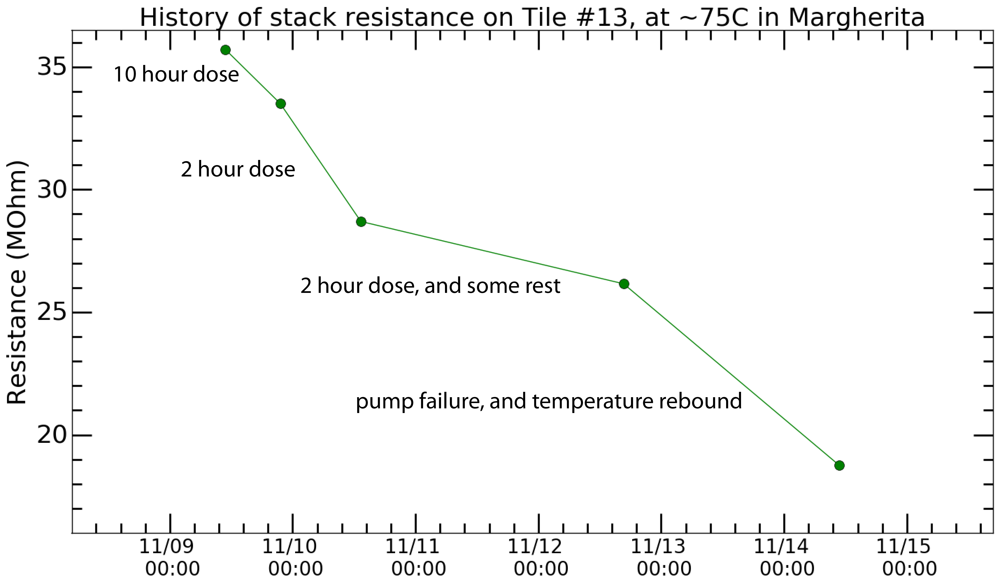 History of stack resistance on Tile #13, at ~75C in Margherita
Resistance (MOhm)
35
30
25
20
10 hour dose
2 hour dose
2 hour dose, and some rest
pump failure, and temperature rebound
11/09 11/10 11/11 11/12 11/13 11/14 11/15
00:00 00:00 00:00 00:00 00:00 00:00 00:00